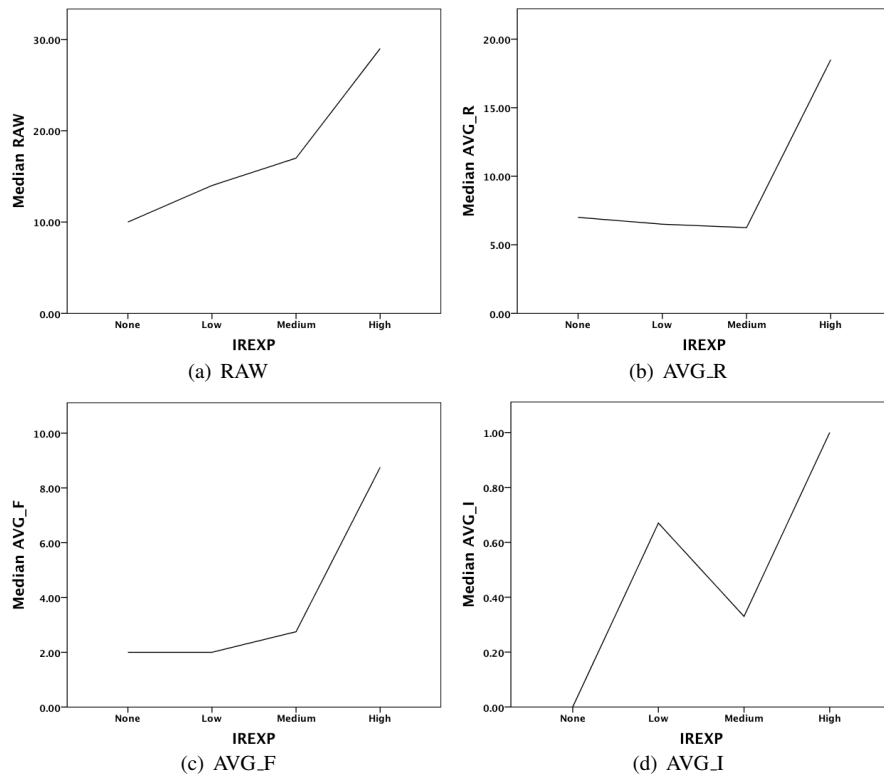 Median RAW
30.00
20.00
10.00
0.00
None Low Medium High
IREXP
(a) RAW
Median AVG_R
20.00
15.00
10.00
5.00
0.00
None Low Medium High
IREXP
(b) AVG_R
Median AVG_F
10.00
8.00
6.00
4.00
2.00
0.00
None Low Medium High
IREXP
(c) AVG_F
Median AVG_I
1.00
0.80
0.60
0.40
0.20
0.00
None Low Medium High
IREXP
(d) AVG_I